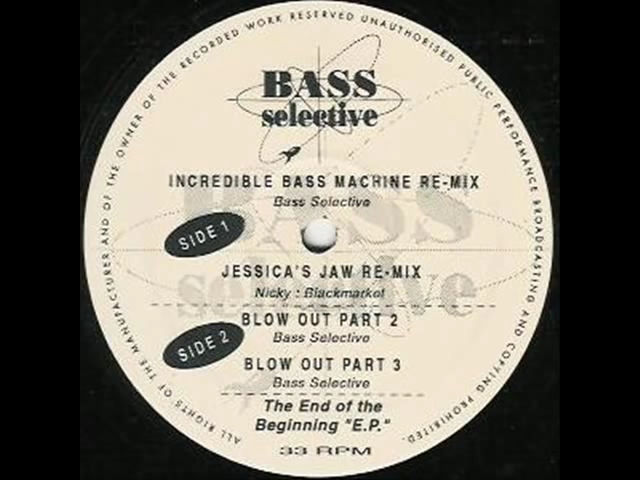 ALL RIGHTS OF THE MANUFACTURER AND OF THE OWNER OF THE RECORDED WORK RESERVED UNAUTHORISED PUBLIC PERFORMANCE BROADCASTING AND COPYING PROHIBITED.
BASS
selective
INCREDIBLE BASS MACHINE RE-MIX
Bass Selective
SIDE 1
JESSICA'S JAW RE-MIX
Nicky : Blackmarket
BLOW OUT PART 2
Bass Selective
SIDE 2
BLOW OUT PART 3
Bass Selective
The End of the
Beginning "E.P."
33 RPM
BASS
selective